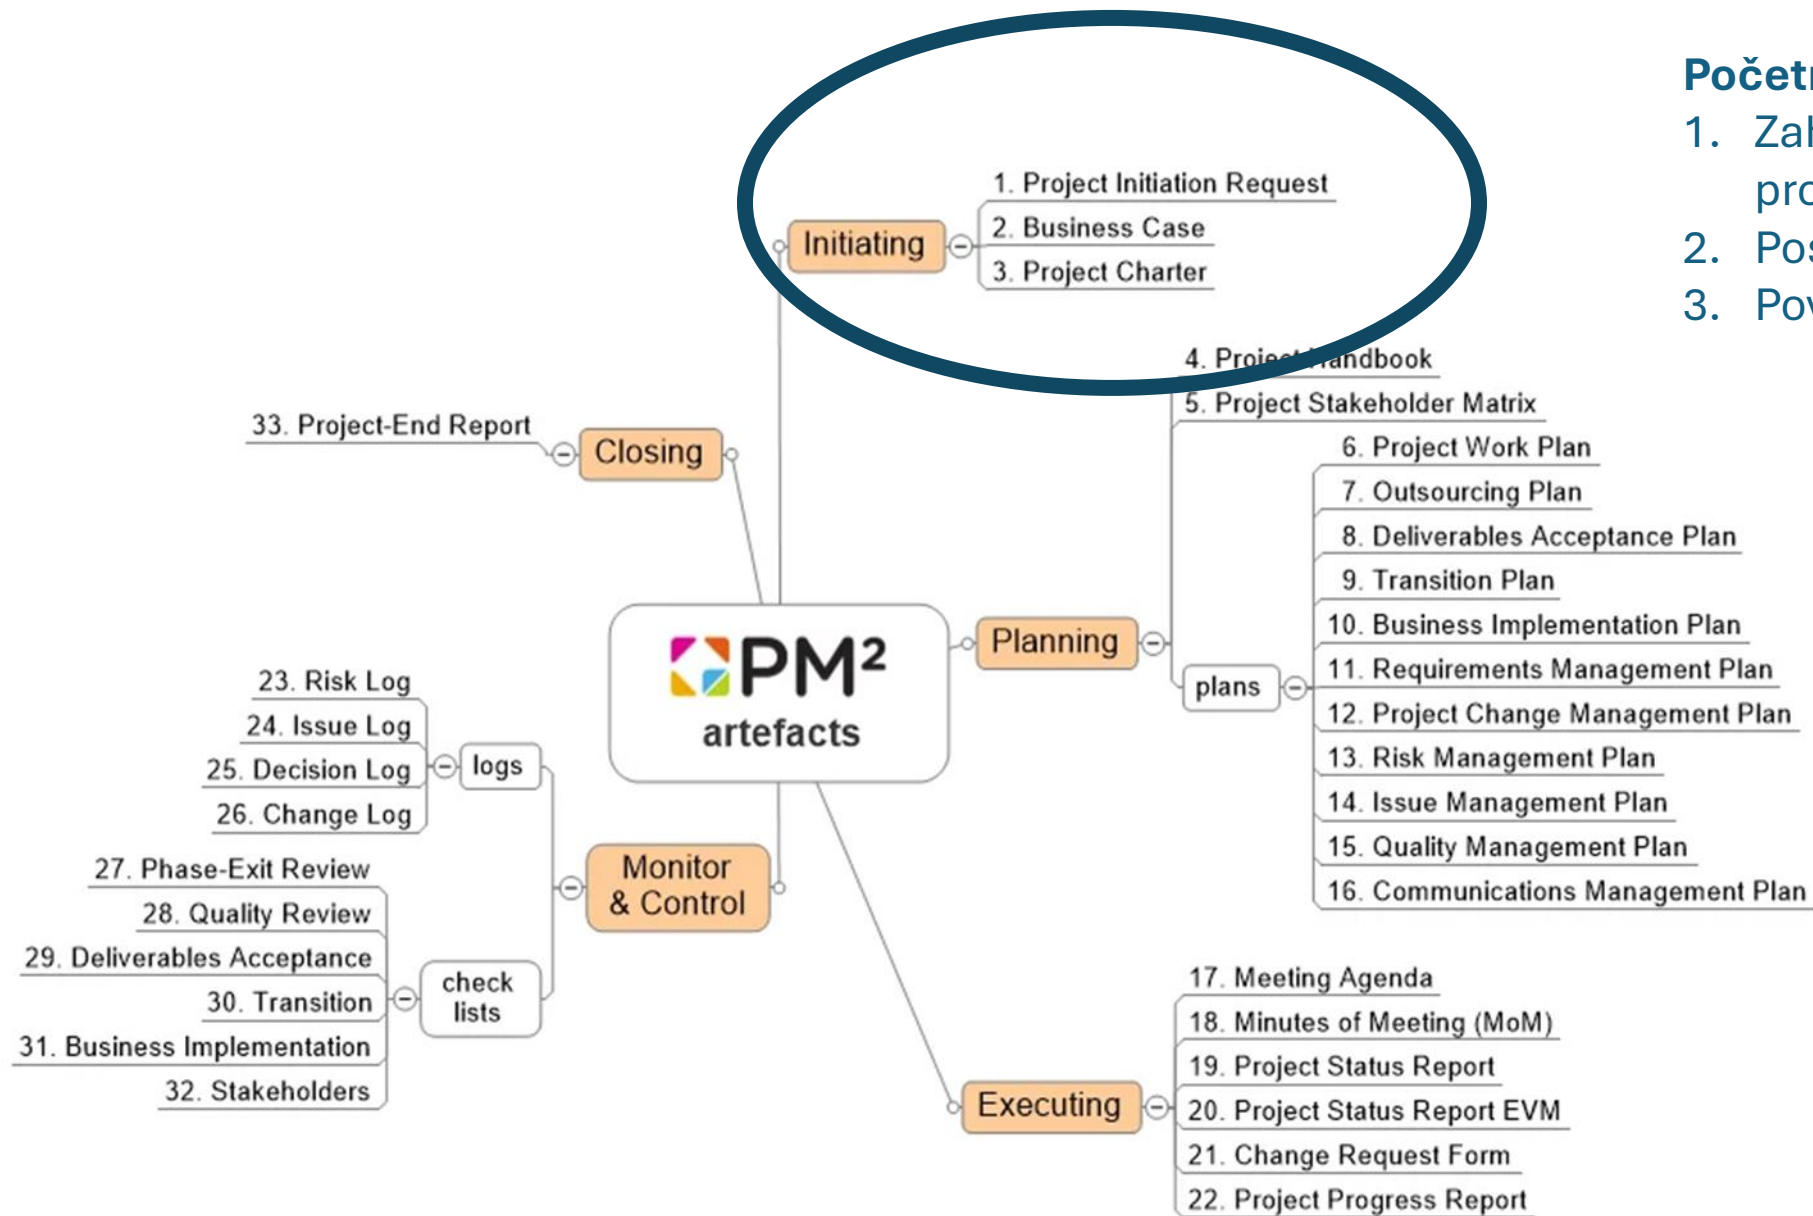 1. Project Initiation Request
Initiating
2. Business Case
3. Project Charter
1.
2.
3.
4. Project Handbook
5. Project Stakeholder Matrix
33. Project-End Report
Closing
6. Project Work Plan
7. Outsourcing Plan
8. Deliverables Acceptance Plan
9. Transition Plan
Planning
10. Business Implementation Plan
11. Requirements Management Plan
plans
12. Project Change Management Plan
13. Risk Management Plan
14. Issue Management Plan
15. Quality Management Plan
16. Communications Management Plan
PM²
artefacts
23. Risk Log
24. Issue Log
25. Decision Log
logs
26. Change Log
Monitor
& Control
27. Phase-Exit Review
28. Quality Review
29. Deliverables Acceptance
check
lists
30. Transition
31. Business Implementation
32. Stakeholders
17. Meeting Agenda
18. Minutes of Meeting (MoM)
19. Project Status Report
Executing
20. Project Status Report EVM
21. Change Request Form
22. Project Progress Report